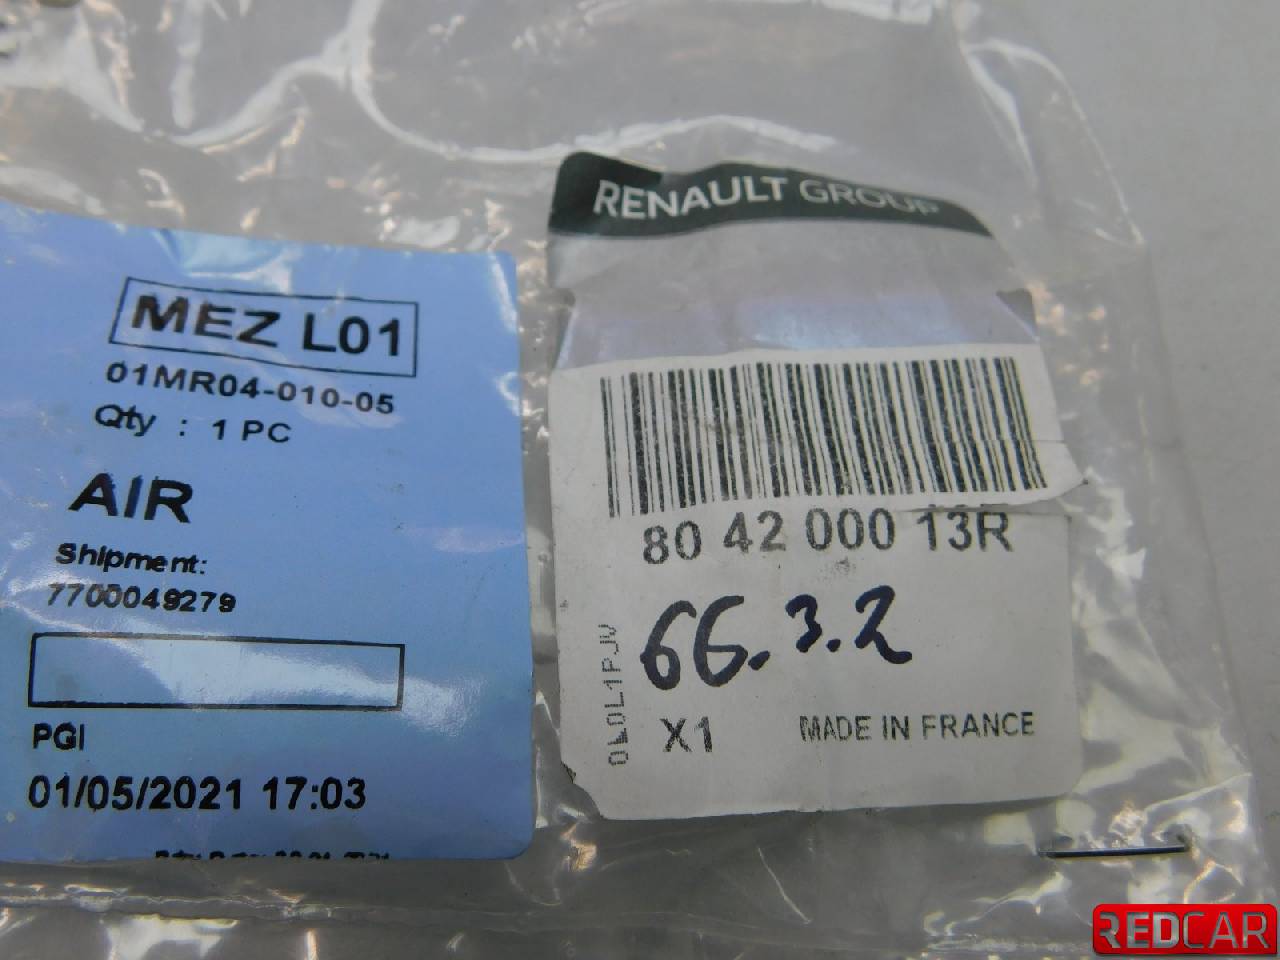 MEZ L01
01MR04-010-05
Qty : 1 PC
AIR
Shipment:
7700049279
PGI
01/05/2021 17:03
RENAULT GROUP
80 42 000 13R
66.3.2
X1
MADE IN FRANCE
REDCAR